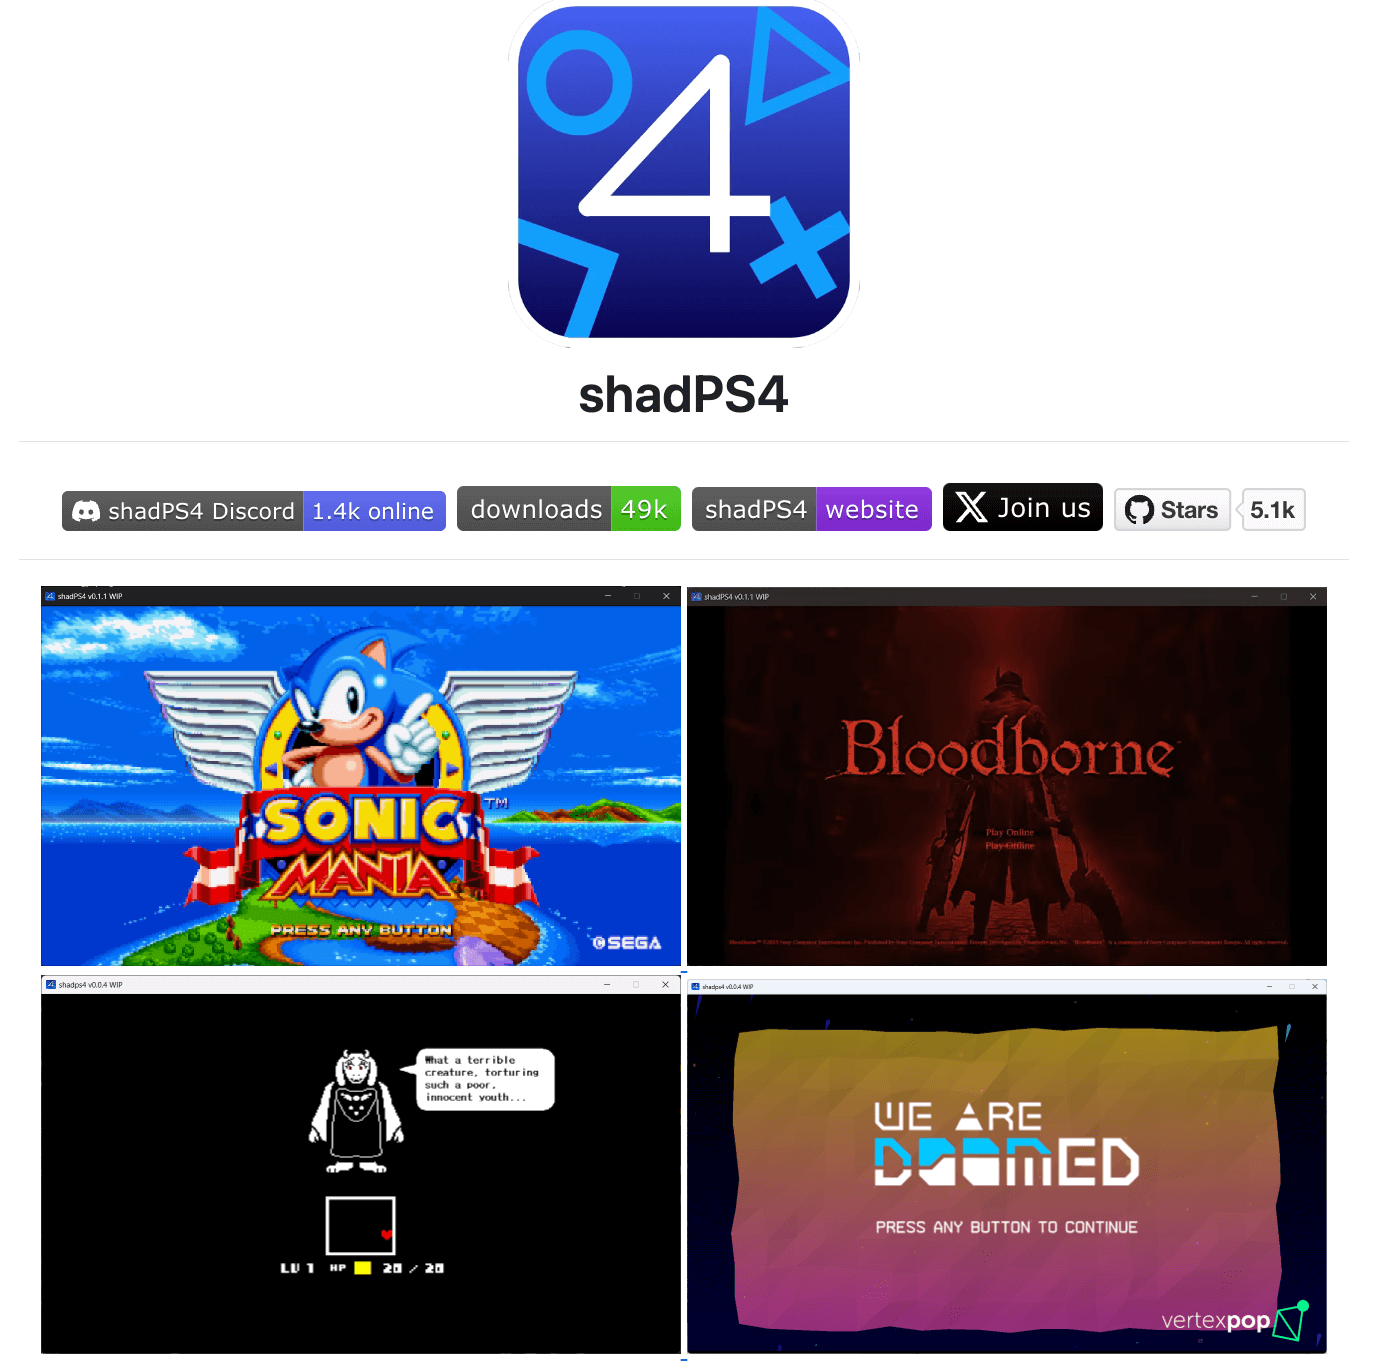 4
shadPS4
shadPS4 Discord 1.4k online
downloads 49k
shadPS4 website
X Join us
Stars 5.1k
shadPS4 v0.1.1 WIP
SONIC ™
MANIA
PRESS ANY BUTTON
©SEGA
shadPS4 v0.1.1 WIP
Bloodborne
Play Online
Play Offline
shadps4 v0.0.4 WIP
What a terrible
creature, torturing
such a poor,
innocent youth...
LV 1 HP 20 / 20
shadps4 v0.0.4 WIP
WE ARE
DOOMED
PRESS ANY BUTTON TO CONTINUE
vertexpop